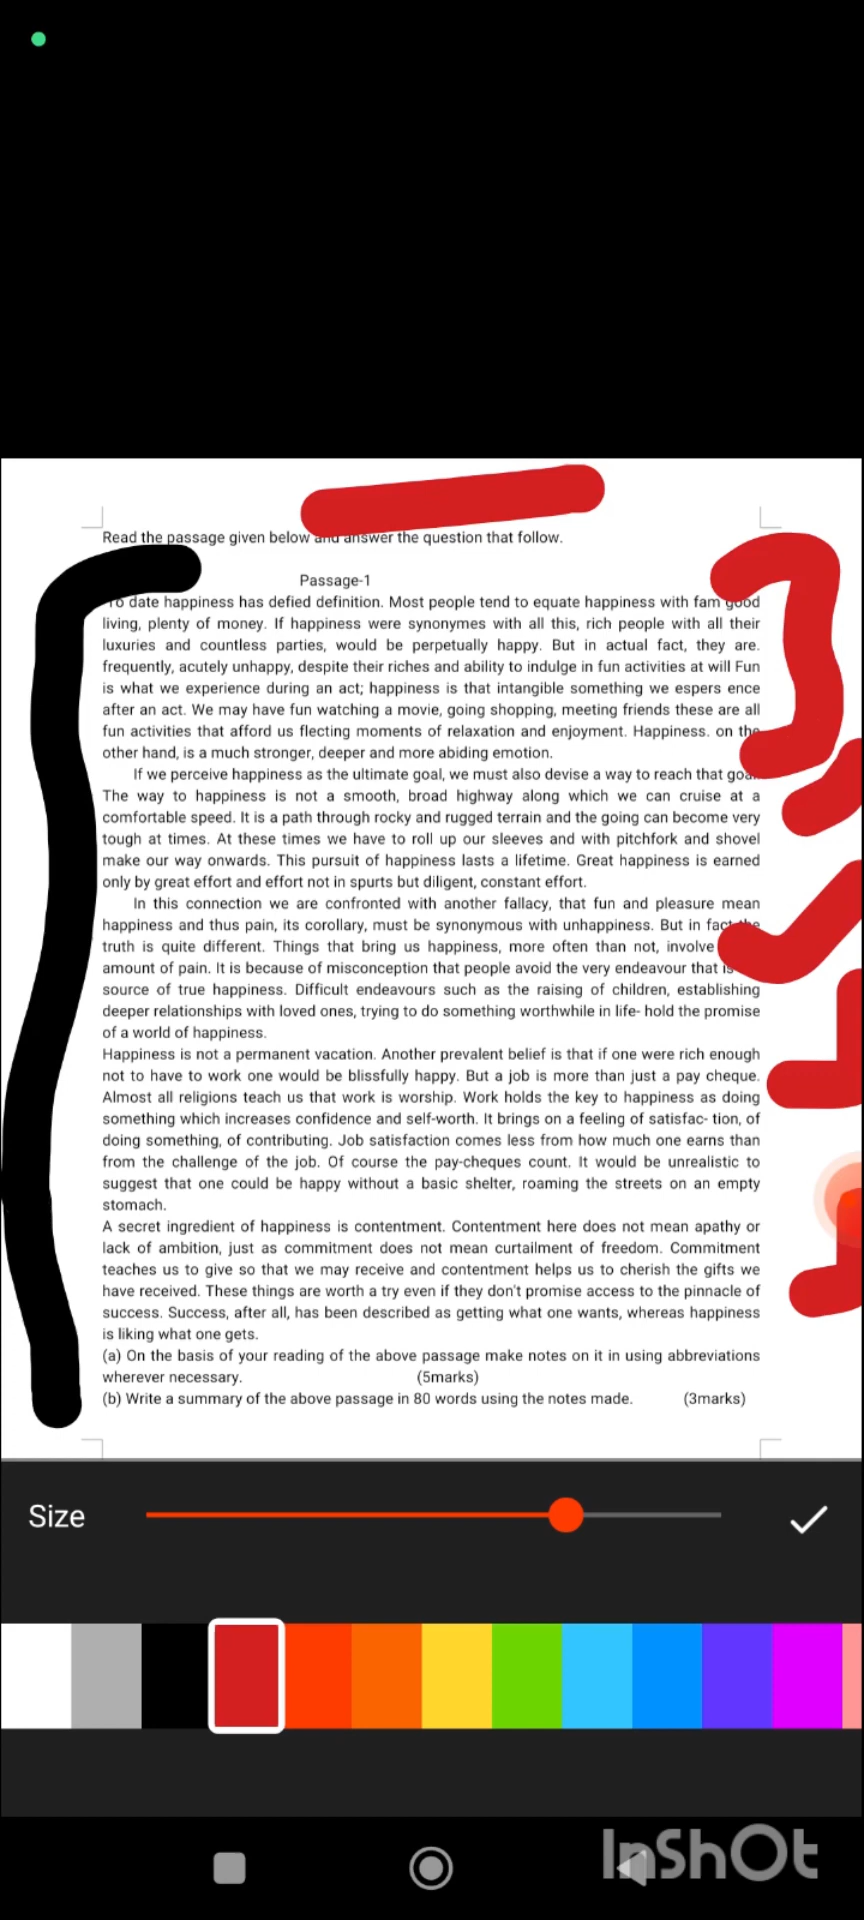 Read the passage given below and answer the question that follow.
Passage-1
To date happiness has defied definition. Most people tend to equate happiness with fam good
living, plenty of money. If happiness were synonymes with all this, rich people with all their
luxuries and countless parties, would be perpetually happy. But in actual fact, they are.
frequently, acutely unhappy, despite their riches and ability to indulge in fun activities at will Fun
is what we experience during an act; happiness is that intangible something we espers ence
after an act. We may have fun watching a movie, going shopping, meeting friends these are all
fun activities that afford us flecting moments of relaxation and enjoyment. Happiness. on the
other hand, is a much stronger, deeper and more abiding emotion.
If we perceive happiness as the ultimate goal, we must also devise a way to reach that goal.
The way to happiness is not a smooth, broad highway along which we can cruise at a
comfortable speed. It is a path through rocky and rugged terrain and the going can become very
tough at times. At these times we have to roll up our sleeves and with pitchfork and shovel
make our way onwards. This pursuit of happiness lasts a lifetime. Great happiness is earned
only by great effort and effort not in spurts but diligent, constant effort.
In this connection we are confronted with another fallacy, that fun and pleasure mean
happiness and thus pain, its corollary, must be synonymous with unhappiness. But in fact the
truth is quite different. Things that bring us happiness, more often than not, involve
amount of pain. It is because of misconception that people avoid the very endeavour that is
source of true happiness. Difficult endeavours such as the raising of children, establishing
deeper relationships with loved ones, trying to do something worthwhile in life- hold the promise
of a world of happiness.
Happiness is not a permanent vacation. Another prevalent belief is that if one were rich enough
not to have to work one would be blissfully happy. But a job is more than just a pay cheque.
Almost all religions teach us that work is worship. Work holds the key to happiness as doing
something which increases confidence and self-worth. It brings on a feeling of satisfac- tion, of
doing something, of contributing. Job satisfaction comes less from how much one earns than
from the challenge of the job. Of course the pay-cheques count. It would be unrealistic to
suggest that one could be happy without a basic shelter, roaming the streets on an empty
stomach.
A secret ingredient of happiness is contentment. Contentment here does not mean apathy or
lack of ambition, just as commitment does not mean curtailment of freedom. Commitment
teaches us to give so that we may receive and contentment helps us to cherish the gifts we
have received. These things are worth a try even if they don't promise access to the pinnacle of
success. Success, after all, has been described as getting what one wants, whereas happiness
is liking what one gets.
(a) On the basis of your reading of the above passage make notes on it in using abbreviations
wherever necessary. (5marks)
(b) Write a summary of the above passage in 80 words using the notes made. (3marks)
Size
InShOt